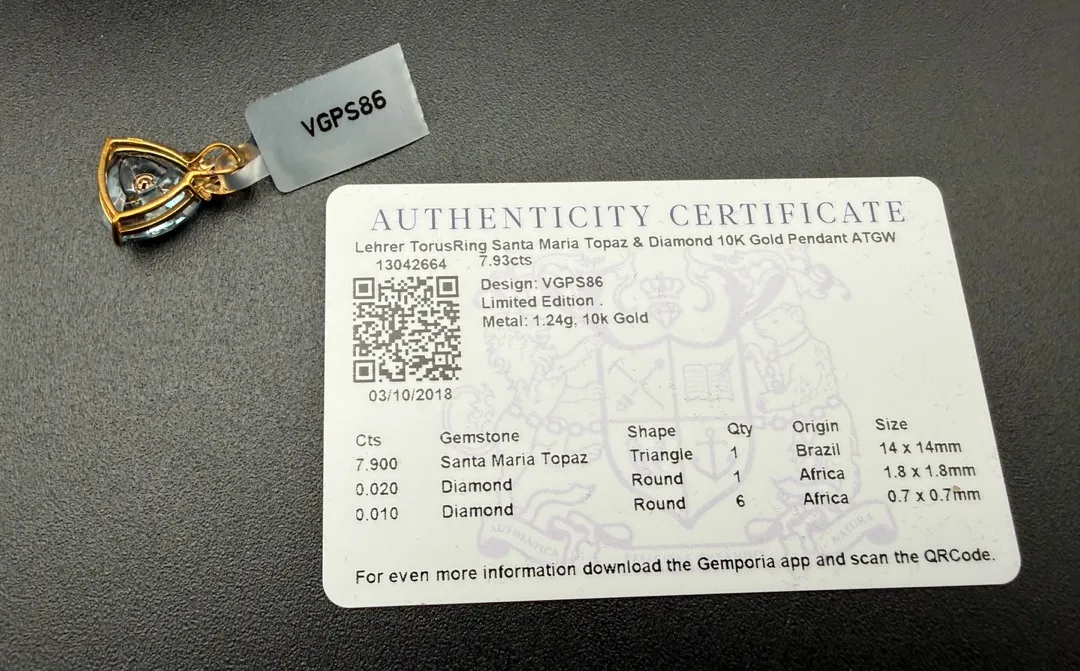 VGPS86
AUTHENTICITY CERTIFICATE
Lehrer TorusRing Santa Maria Topaz & Diamond 10K Gold Pendant ATGW
13042664 7.93cts
Design: VGPS86
Limited Edition .
Metal: 1.24g, 10k Gold
03/10/2018
Cts Gemstone Shape Qty Origin Size
7.900 Santa Maria Topaz Triangle 1 Brazil 14 x 14mm
0.020 Diamond Round 1 Africa 1.8 x 1.8mm
0.010 Diamond Round 6 Africa 0.7 x 0.7mm
AUTHENTICA NATURA
For even more information download the Gemporia app and scan the QRCode.